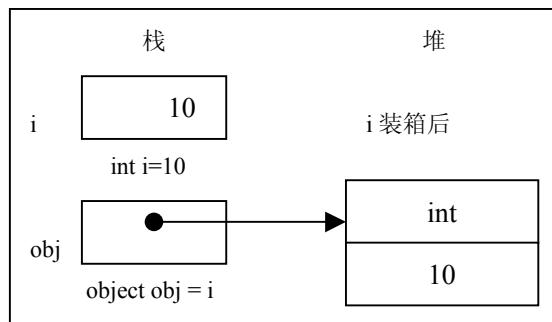 栈 堆
10
i i 装箱后
int i=10
int
obj
10
object obj = i